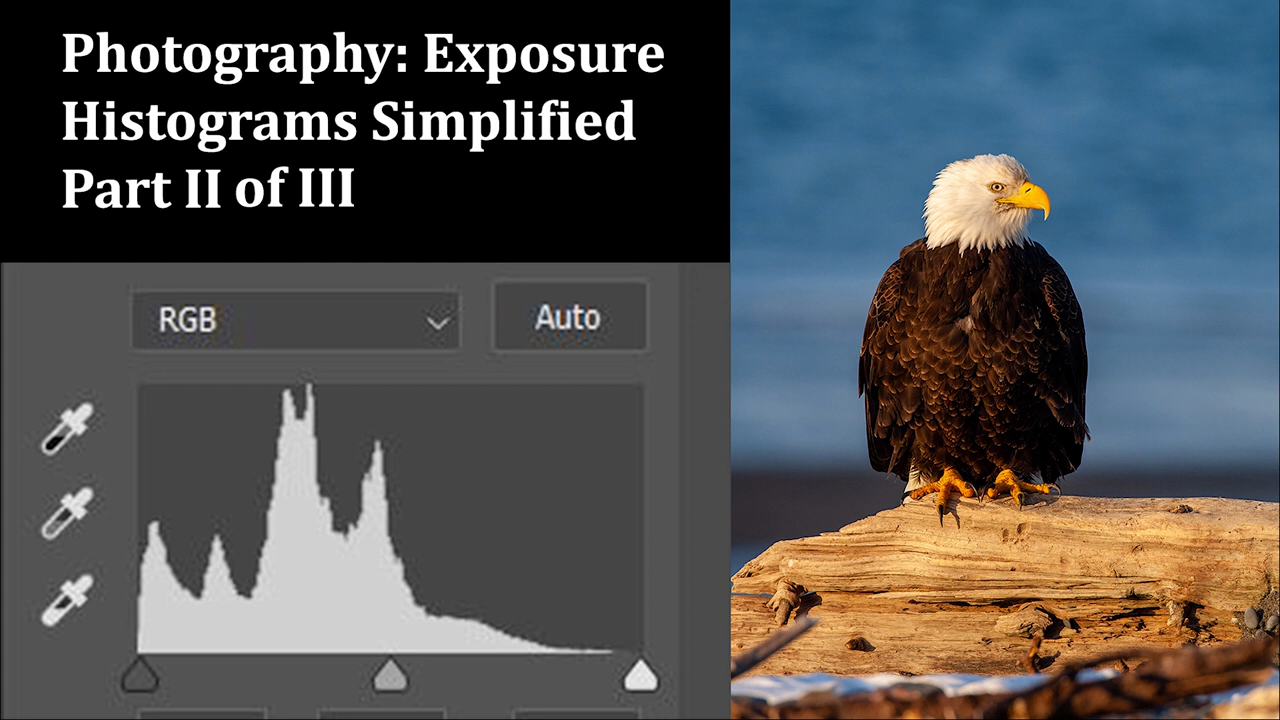 Photography: Exposure
Histograms Simplified
Part II of III
RGB
Auto